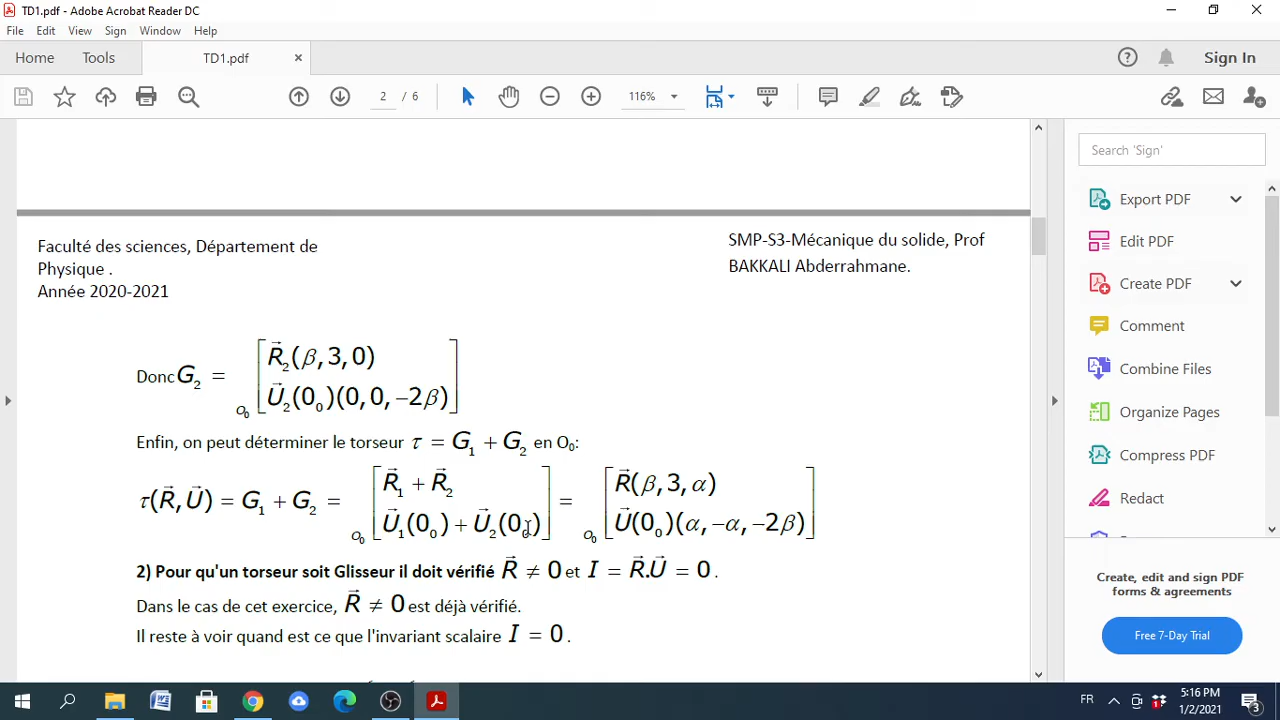 TD1.pdf - Adobe Acrobat Reader DC
File Edit View Sign Window Help
Home Tools TD1.pdf × Sign In
2 / 6 116%
Search 'Sign'
Export PDF
Edit PDF
Create PDF
Comment
Combine Files
Organize Pages
Compress PDF
Redact
Convert, edit and sign PDF
forms & agreements
Free 7-Day Trial
Faculté des sciences, Département de
Physique .
Année 2020-2021
SMP-S3-Mécanique du solide, Prof
BAKKALI Abderrahmane.
Donc G₂ = O₀ [ R⃗₂(β,3,0)
U⃗₂(0₀)(0,0,−2β) ]
Enfin, on peut déterminer le torseur τ = G₁ + G₂ en O₀:
τ(R⃗,U⃗) = G₁ + G₂ = O₀ [ R⃗₁ + R⃗₂
U⃗₁(0₀) + U⃗₂(0₀) ] = O₀ [ R⃗(β,3,α)
U⃗(0₀)(α,−α,−2β) ]
2) Pour qu'un torseur soit Glisseur il doit vérifié R⃗ ≠ 0 et I = R⃗.U⃗ = 0 .
Dans le cas de cet exercice, R⃗ ≠ 0 est déjà vérifié.
Il reste à voir quand est ce que l'invariant scalaire I = 0 .
FR 5:16 PM
1/2/2021
3